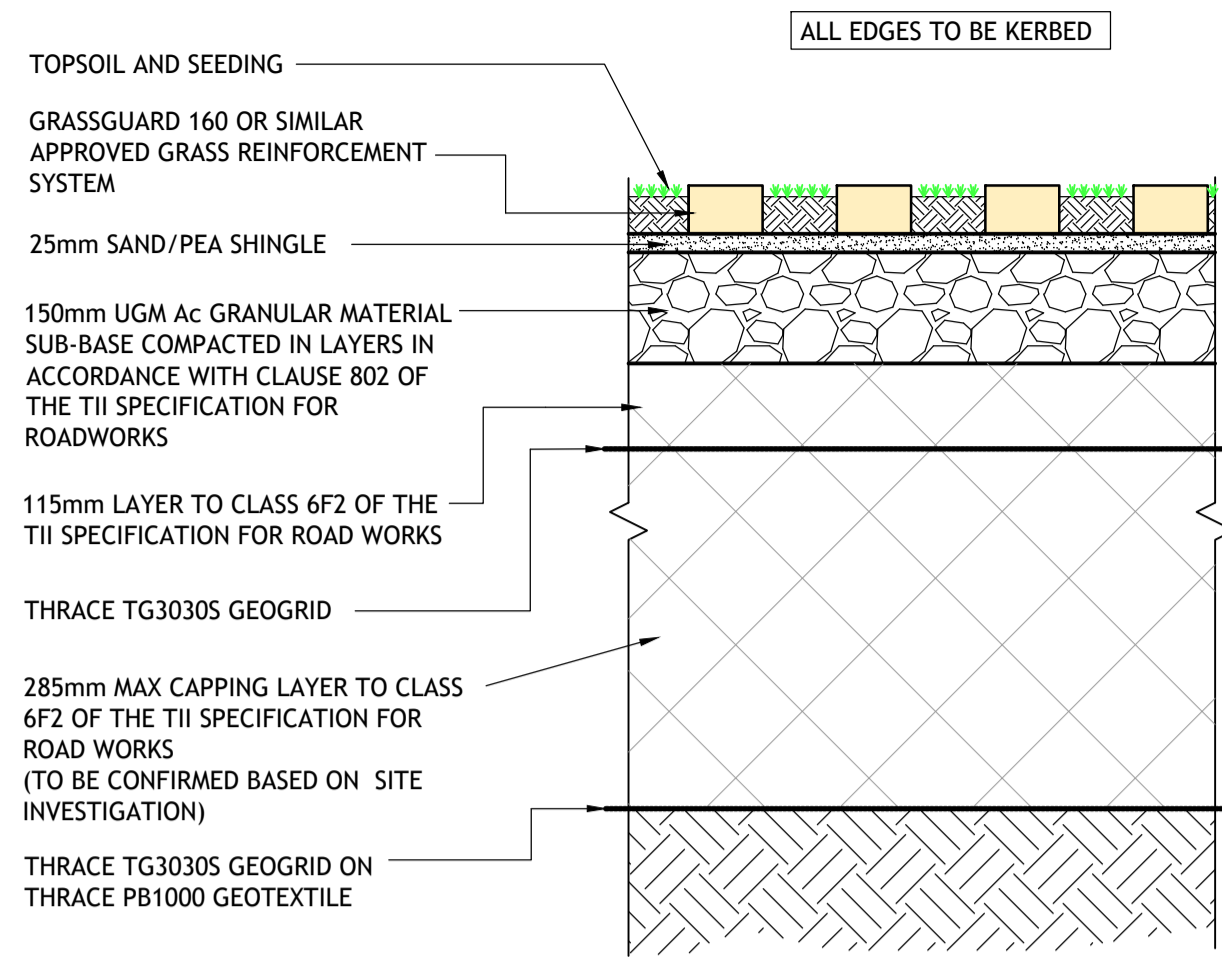 ALL EDGES TO BE KERBED
TOPSOIL AND SEEDING
GRASSGUARD 160 OR SIMILAR
APPROVED GRASS REINFORCEMENT
SYSTEM
25mm SAND/PEA SHINGLE
150mm UGM Ac GRANULAR MATERIAL
SUB-BASE COMPACTED IN LAYERS IN
ACCORDANCE WITH CLAUSE 802 OF
THE TII SPECIFICATION FOR
ROADWORKS
115mm LAYER TO CLASS 6F2 OF THE
TII SPECIFICATION FOR ROAD WORKS
THRACE TG3030S GEOGRID
285mm MAX CAPPING LAYER TO CLASS
6F2 OF THE TII SPECIFICATION FOR
ROAD WORKS
(TO BE CONFIRMED BASED ON SITE
INVESTIGATION)
THRACE TG3030S GEOGRID ON
THRACE PB1000 GEOTEXTILE